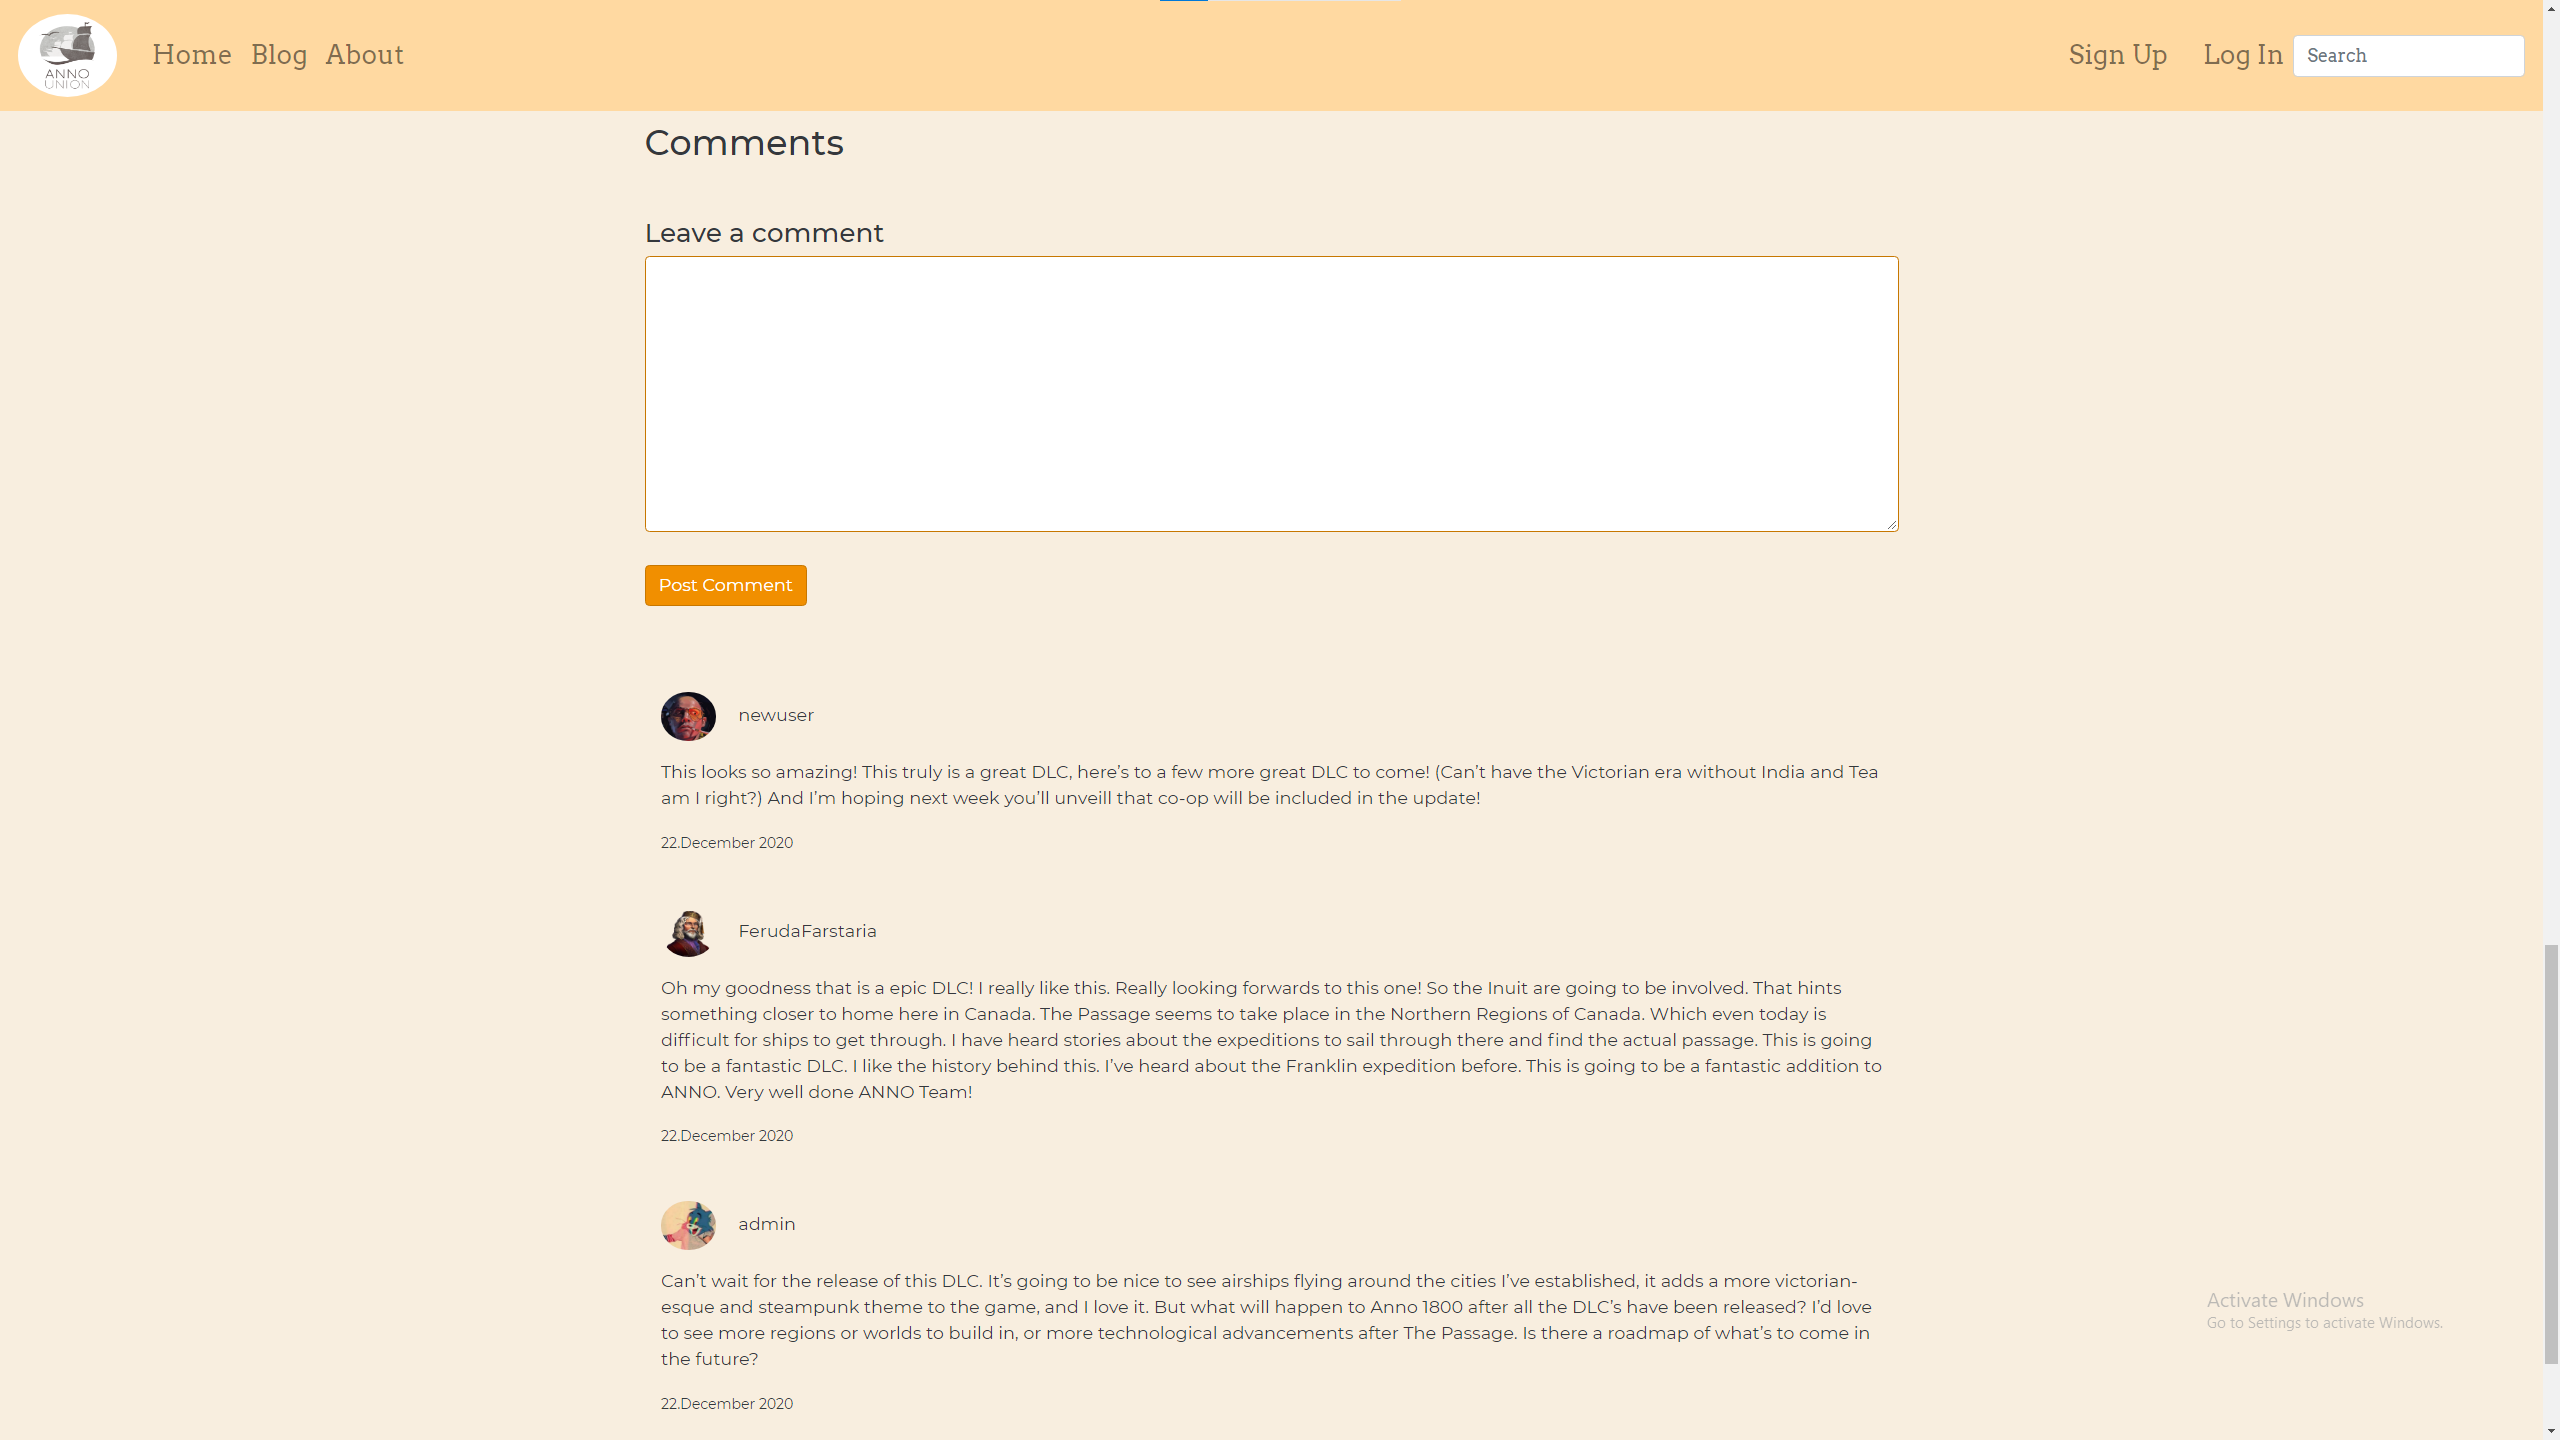 ANNO
UNION
Home Blog About
Sign Up Log In Search
Comments
Leave a comment
Post Comment
newuser
This looks so amazing! This truly is a great DLC, here’s to a few more great DLC to come! (Can’t have the Victorian era without India and Tea
am I right?) And I’m hoping next week you’ll unveill that co-op will be included in the update!
22.December 2020
FerudaFarstaria
Oh my goodness that is a epic DLC! I really like this. Really looking forwards to this one! So the Inuit are going to be involved. That hints
something closer to home here in Canada. The Passage seems to take place in the Northern Regions of Canada. Which even today is
difficult for ships to get through. I have heard stories about the expeditions to sail through there and find the actual passage. This is going
to be a fantastic DLC. I like the history behind this. I’ve heard about the Franklin expedition before. This is going to be a fantastic addition to
ANNO. Very well done ANNO Team!
22.December 2020
admin
Can’t wait for the release of this DLC. It’s going to be nice to see airships flying around the cities I’ve established, it adds a more victorian-
esque and steampunk theme to the game, and I love it. But what will happen to Anno 1800 after all the DLC’s have been released? I’d love
to see more regions or worlds to build in, or more technological advancements after The Passage. Is there a roadmap of what’s to come in
the future?
22.December 2020
Activate Windows
Go to Settings to activate Windows.